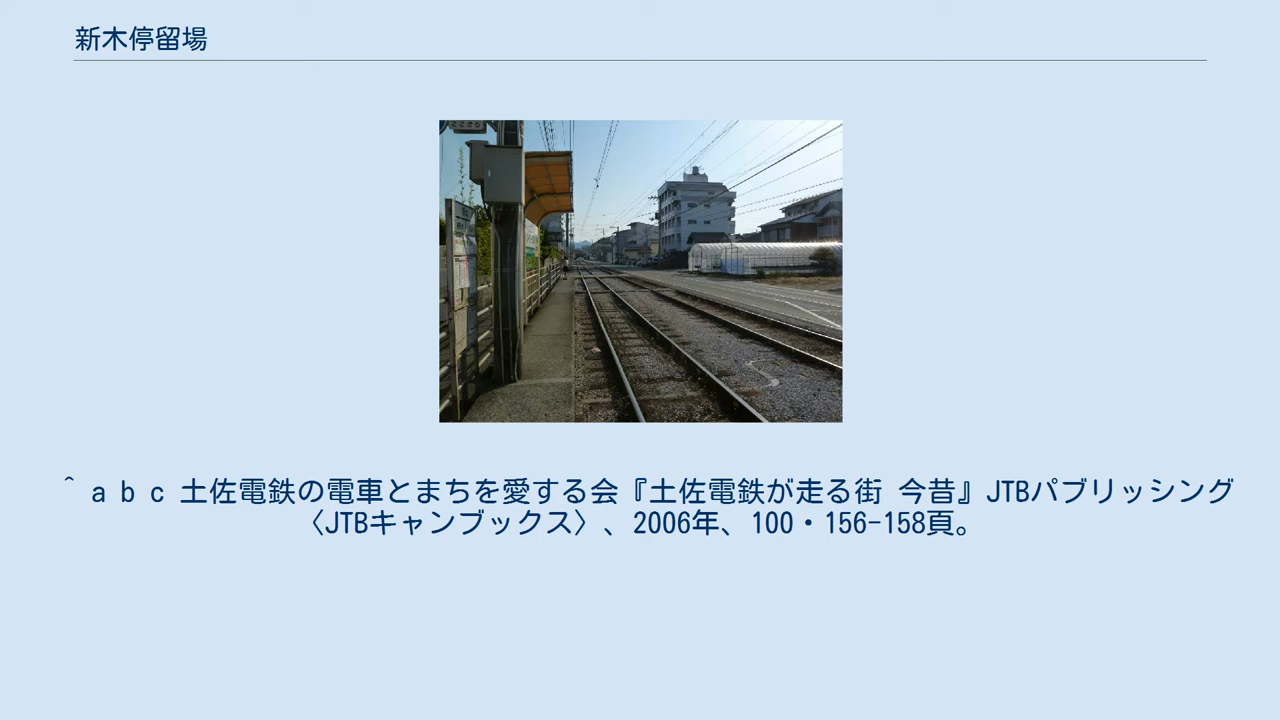 新木停留場
^ a b c 土佐電鉄の電車とまちを愛する会『土佐電鉄が走る街 今昔』JTBパブリッシング
〈JTBキャンブックス〉、2006年、100・156-158頁。